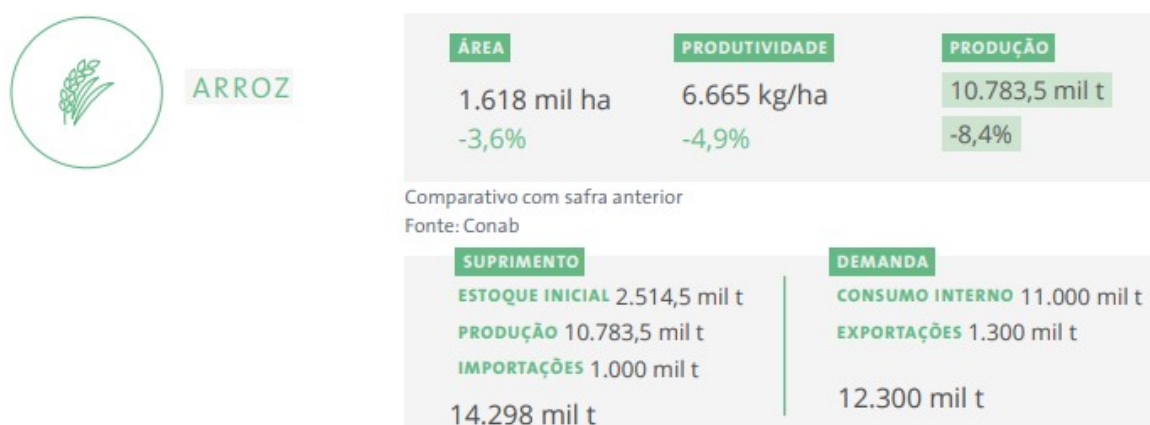 ARROZ
ÁREA
1.618 mil ha
-3,6%
PRODUTIVIDADE
6.665 kg/ha
-4,9%
PRODUÇÃO
10.783,5 mil t
-8,4%
Comparativo com safra anterior
Fonte: Conab
SUPRIMENTO
ESTOQUE INICIAL 2.514,5 mil t
PRODUÇÃO 10.783,5 mil t
IMPORTAÇÕES 1.000 mil t
14.298 mil t
DEMANDA
CONSUMO INTERNO 11.000 mil t
EXPORTAÇÕES 1.300 mil t
12.300 mil t